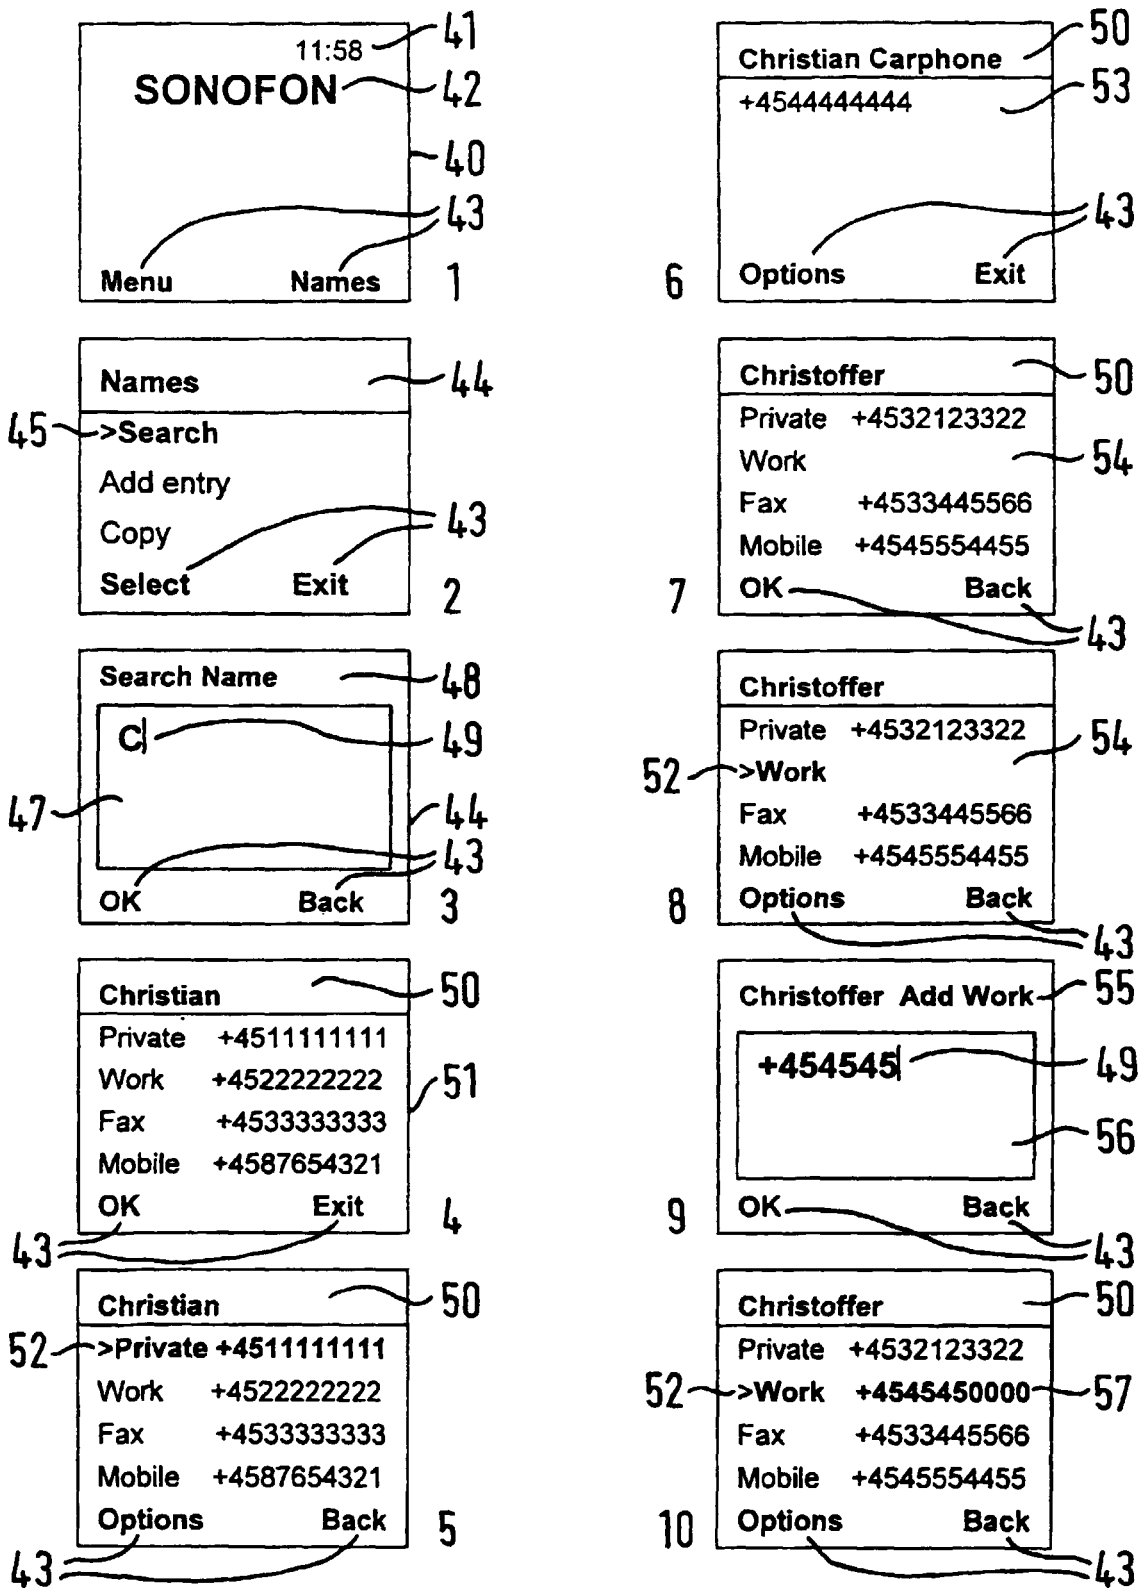 11:58 41
SONOFON 42
40
43
Menu Names 1
Names 44
45 >Search
Add entry
Copy 43
Select Exit 2
Search Name 48
C 49
47 44
43
OK Back 3
Christian 50
Private +4511111111
Work +4522222222 51
Fax +4533333333
Mobile +4587654321
OK Exit 4
43
Christian 50
52 >Private +4511111111
Work +4522222222
Fax +4533333333
Mobile +4587654321
Options Back 5
43
Christian Carphone 50
+4544444444 53
43
6 Options Exit
Christoffer 50
Private +4532123322
Work 54
Fax +4533445566
Mobile +4545554455
7 OK Back
43
Christoffer
Private +4532123322 54
52 >Work
Fax +4533445566
Mobile +4545554455
8 Options Back
43
Christoffer Add Work 55
+454545 49
56
9 OK Back
43
Christoffer 50
Private +4532123322
52 >Work +4545450000 57
Fax +4533445566
Mobile +4545554455
10 Options Back
43